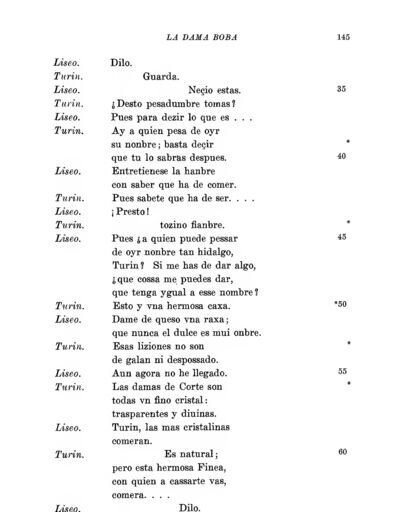 LA DAMA BOBA 145
Liseo. Dilo.
Turin. Guarda.
Liseo. Neçio estas. 35
Turin. ¿Desto pesadumbre tomas?
Liseo. Pues para dezir lo que es . . .
Turin. Ay a quien pesa de oyr
su nonbre; basta deçir *
que tu lo sabras despues. 40
Liseo. Entretienese la hanbre
con saber que ha de comer.
Turin. Pues sabete que ha de ser. . . .
Liseo. ¡Presto!
Turin. tozino fianbre. *
Liseo. Pues ¿a quien puede pessar 45
de oyr nonbre tan hidalgo,
Turin? Si me has de dar algo,
¿que cossa me puedes dar,
que tenga ygual a esse nombre?
Turin. Esto y vna hermosa caxa. *50
Liseo. Dame de queso vna raxa;
que nunca el dulce es mui onbre.
Turin. Esas liziones no son *
de galan ni despossado.
Liseo. Aun agora no he llegado. 55
Turin. Las damas de Corte son *
todas vn fino cristal:
trasparentes y diuinas.
Liseo. Turin, las mas cristalinas
comeran.
Turin. Es natural; 60
pero esta hermosa Finea,
con quien a cassarte vas,
comera. . . .
Liseo. Dilo.